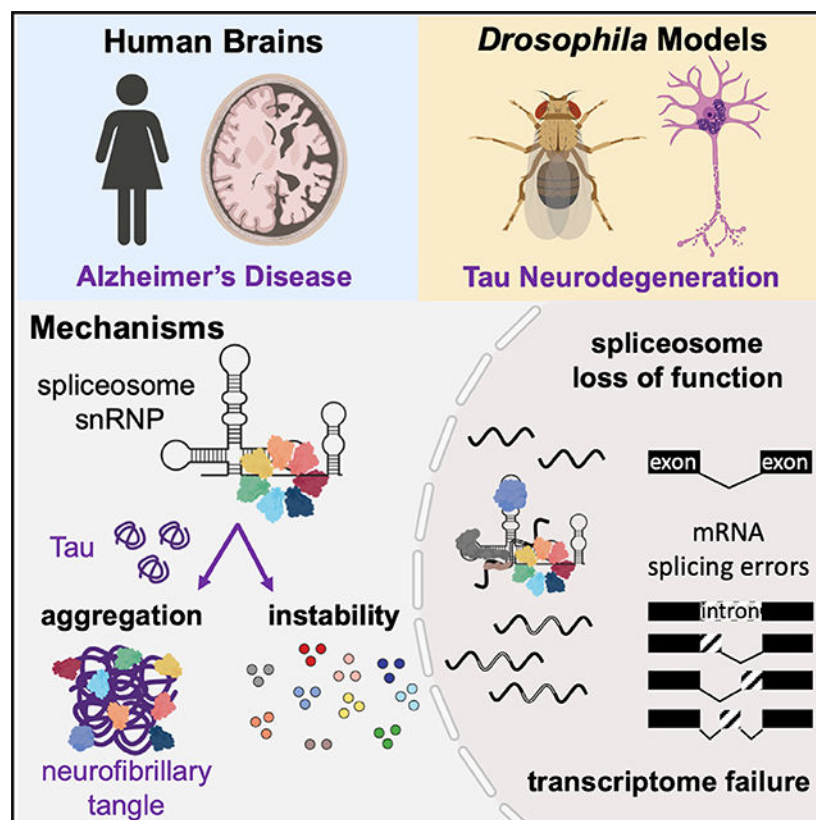 Human Brains
Alzheimer's Disease
Drosophila Models
Tau Neurodegeneration
Mechanisms
spliceosome
snRNP
Tau
aggregation
instability
neurofibrillary
tangle
spliceosome
loss of function
exon
exon
mRNA
splicing errors
intron
transcriptome failure